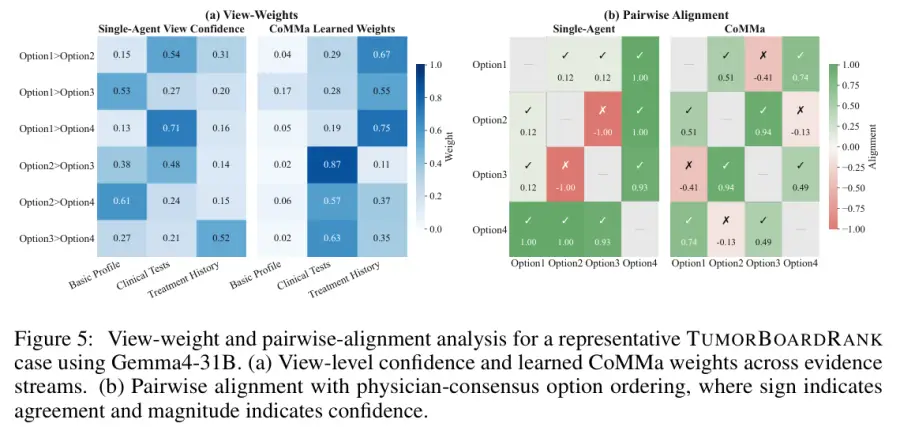 (a) View-Weights
Single-Agent View Confidence CoMMa Learned Weights
Option1>Option2 0.15 0.54 0.31 0.04 0.29 0.67
Option1>Option3 0.53 0.27 0.20 0.17 0.28 0.55
Option1>Option4 0.13 0.71 0.16 0.05 0.19 0.75
Option2>Option3 0.38 0.48 0.14 0.02 0.87 0.11
Option2>Option4 0.61 0.24 0.15 0.06 0.57 0.37
Option3>Option4 0.27 0.21 0.52 0.02 0.63 0.35
Basic Profile Clinical Tests Treatment History Basic Profile Clinical Tests Treatment History
1.0
0.8
0.6
0.4
0.2
0.0
Weight
(b) Pairwise Alignment
Single-Agent CoMMa
Option1 — ✓ ✓ ✓ — ✓ ✗ ✓
0.12 0.12 1.00 0.51 -0.41 0.74
Option2 ✓ — ✗ ✓ ✓ — ✓ ✗
0.12 -1.00 1.00 0.51 0.94 -0.13
Option3 ✓ ✗ — ✓ ✗ ✓ — ✓
0.12 -1.00 0.93 -0.41 0.94 0.49
Option4 ✓ ✓ ✓ — ✓ ✗ ✓ —
1.00 1.00 0.93 0.74 -0.13 0.49
Option1 Option2 Option3 Option4 Option1 Option2 Option3 Option4
1.00
0.75
0.50
0.25
0.00
−0.25
−0.50
−0.75
−1.00
Alignment
Figure 5: View-weight and pairwise-alignment analysis for a representative TUMORBOARDRANK
case using Gemma4-31B. (a) View-level confidence and learned CoMMa weights across evidence
streams. (b) Pairwise alignment with physician-consensus option ordering, where sign indicates
agreement and magnitude indicates confidence.